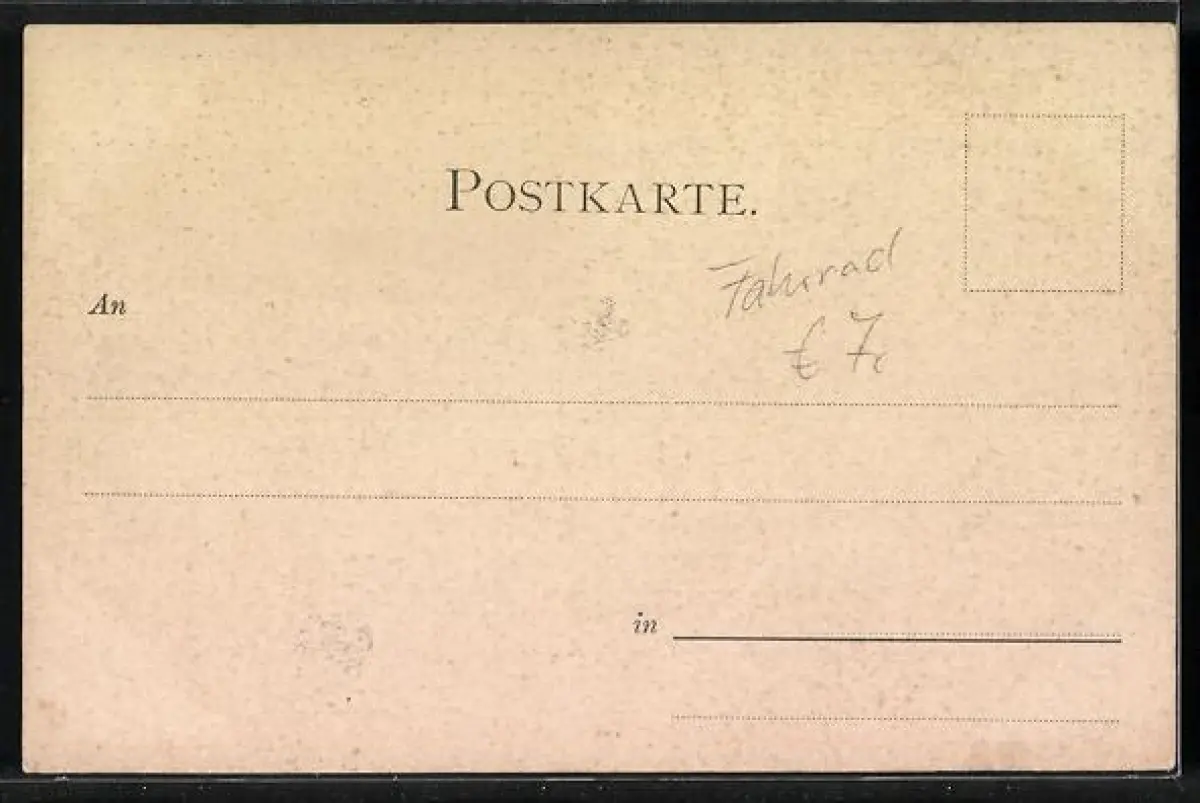 POSTKARTE.
Fahrrad
An
€ 7,
in